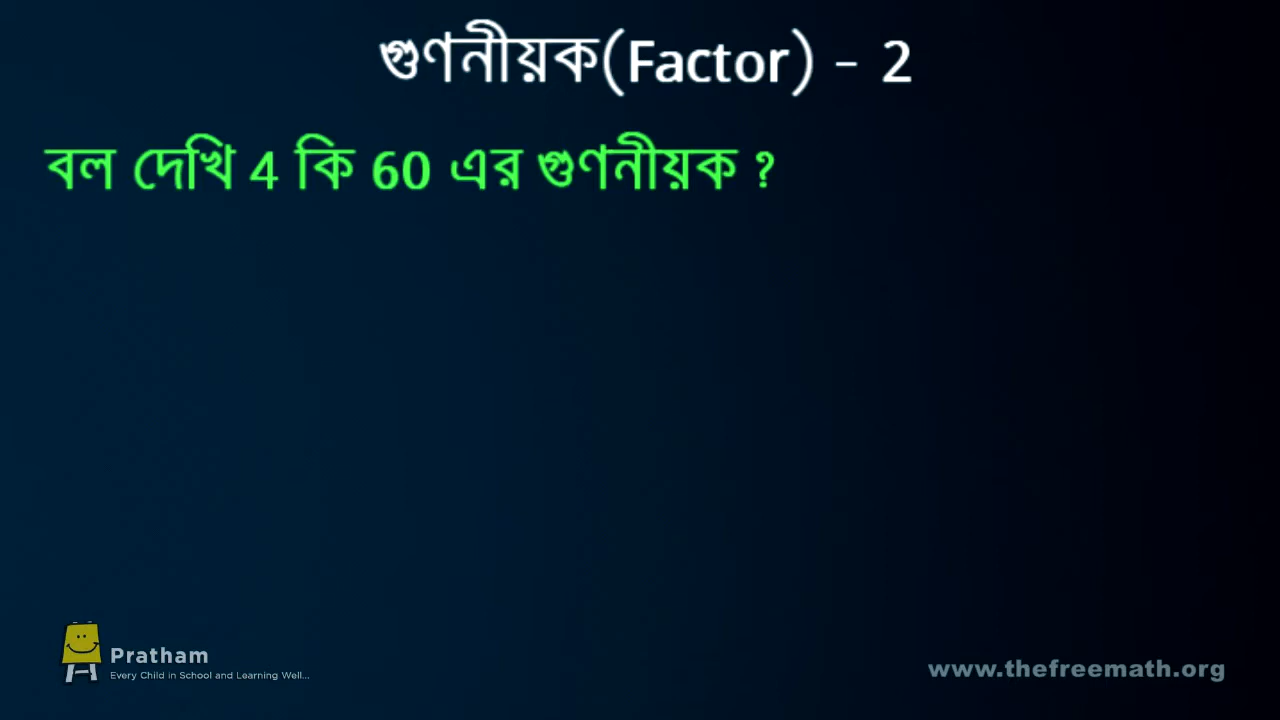 গুণনীয়ক(Factor) - 2
বল দেখি 4 কি 60 এর গুণনীয়ক ?
Pratham
Every Child in School and Learning Well...
www.thefreemath.org